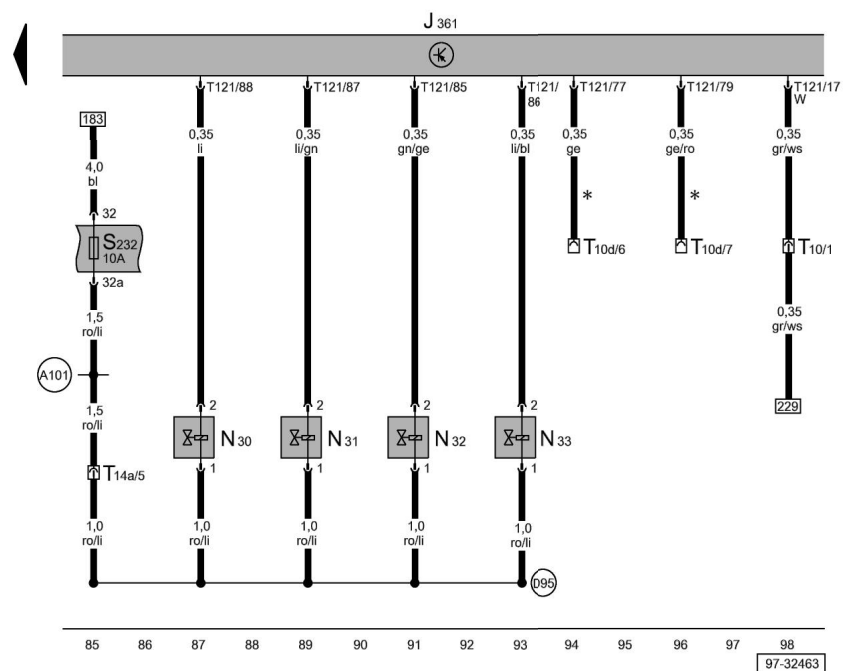 J 361
T121/88 T121/87 T121/85 T121/ T121/77 T121/79 T121/17
86 W
183
0,35 0,35 0,35 0,35 0,35 0,35 0,35
li li/gn gn/ge li/bl ge ge/ro gr/ws
4,0
bl
* *
32
S232
10A
T10d/6 T10d/7 T10/1
32a
1,5
ro/li
0,35
gr/ws
A101
1,5
ro/li
2 2 2 2
229
N 30 N 31 N 32 N 33
1 1 1 1
T14a/5
1,0 1,0 1,0 1,0 1,0
ro/li ro/li ro/li ro/li ro/li
D95
85 86 87 88 89 90 91 92 93 94 95 96 97 98
97-32463